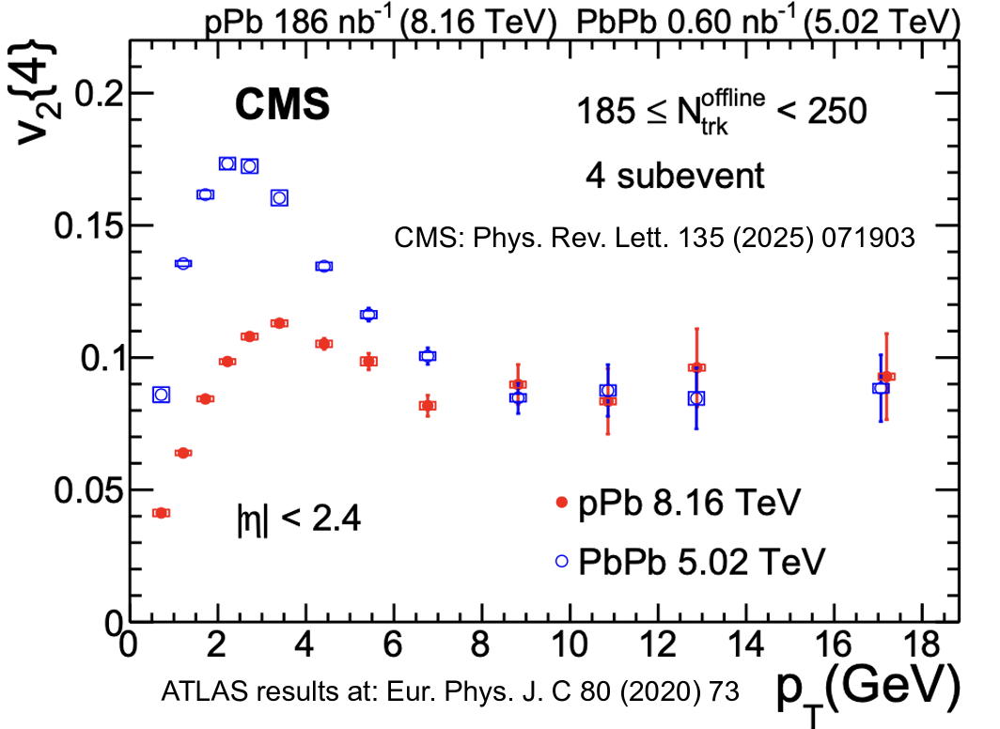 pPb 186 nb⁻¹ (8.16 TeV) PbPb 0.60 nb⁻¹ (5.02 TeV)
v₂{4}
0.2
0.15
0.1
0.05
0
CMS
185 ≤ N_trk^offline < 250
4 subevent
CMS: Phys. Rev. Lett. 135 (2025) 071903
|η| < 2.4
pPb 8.16 TeV
PbPb 5.02 TeV
0 2 4 6 8 10 12 14 16 18
p_T (GeV)
ATLAS results at: Eur. Phys. J. C 80 (2020) 73